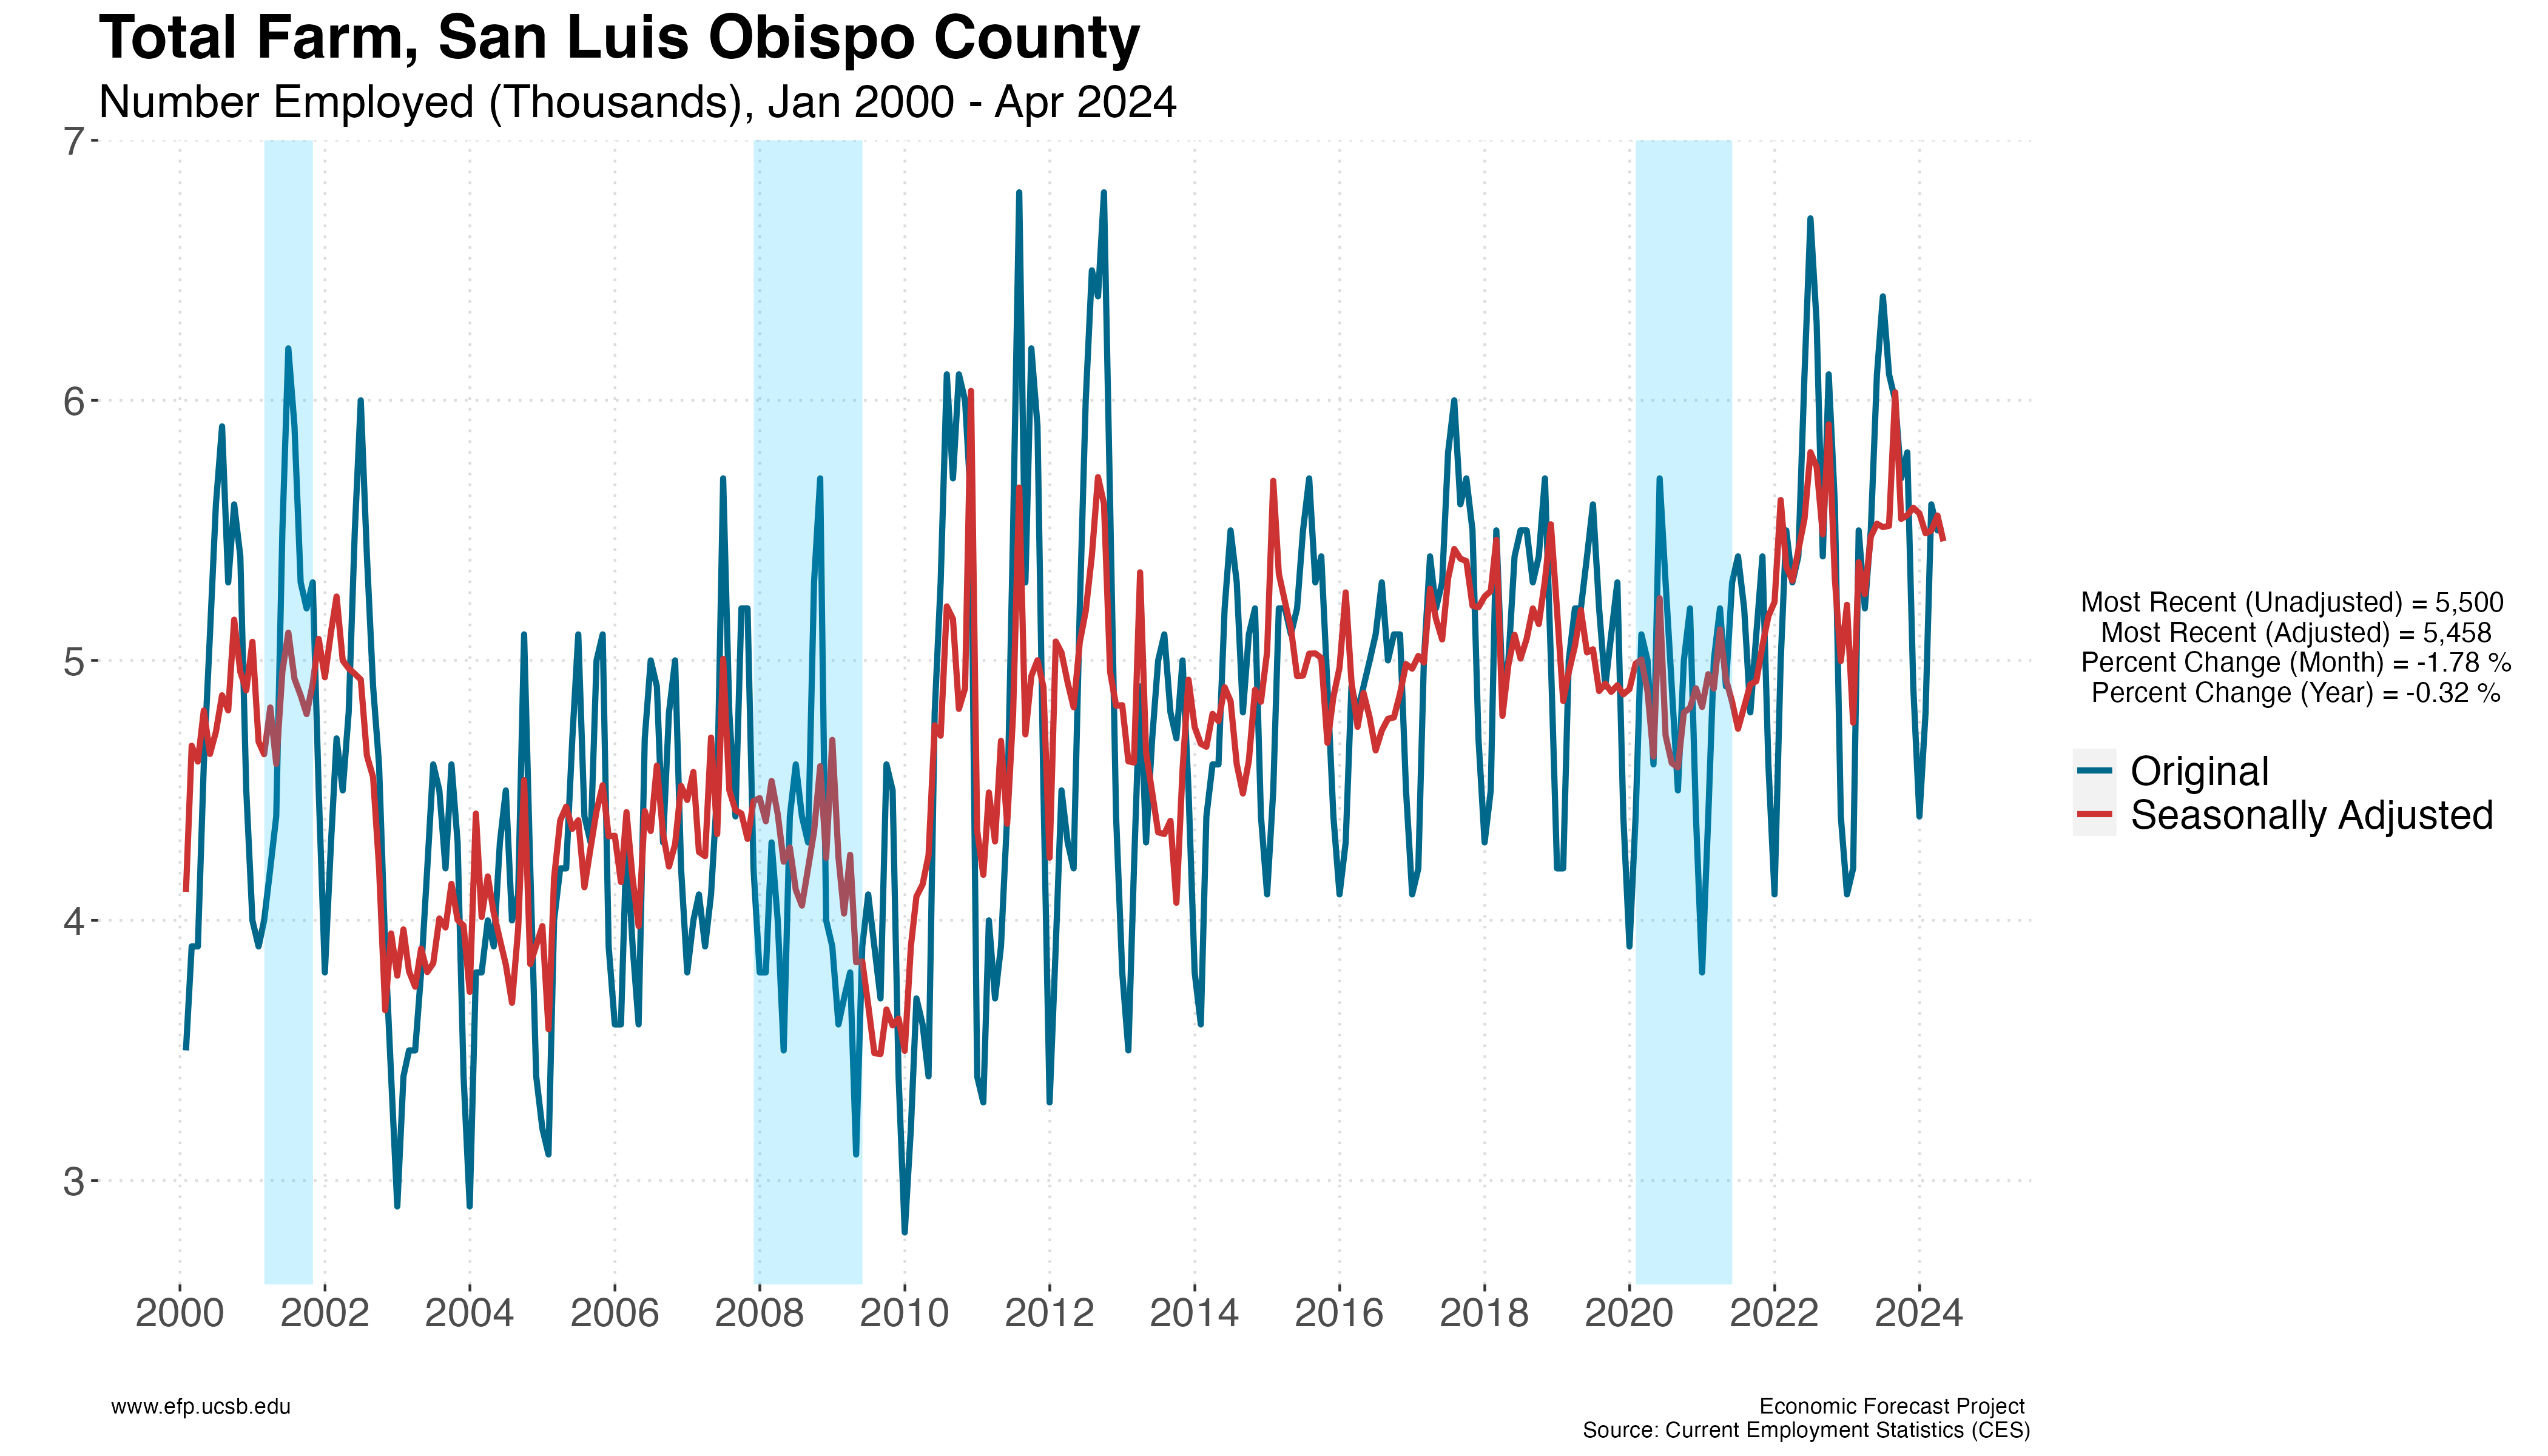 Total Farm, San Luis Obispo County
Number Employed (Thousands), Jan 2000 - Apr 2024
7
6
5
4
3
2000 2002 2004 2006 2008 2010 2012 2014 2016 2018 2020 2022 2024
Most Recent (Unadjusted) = 5,500
Most Recent (Adjusted) = 5,458
Percent Change (Month) = -1.78 %
Percent Change (Year) = -0.32 %
Original
Seasonally Adjusted
www.efp.ucsb.edu
Economic Forecast Project
Source: Current Employment Statistics (CES)